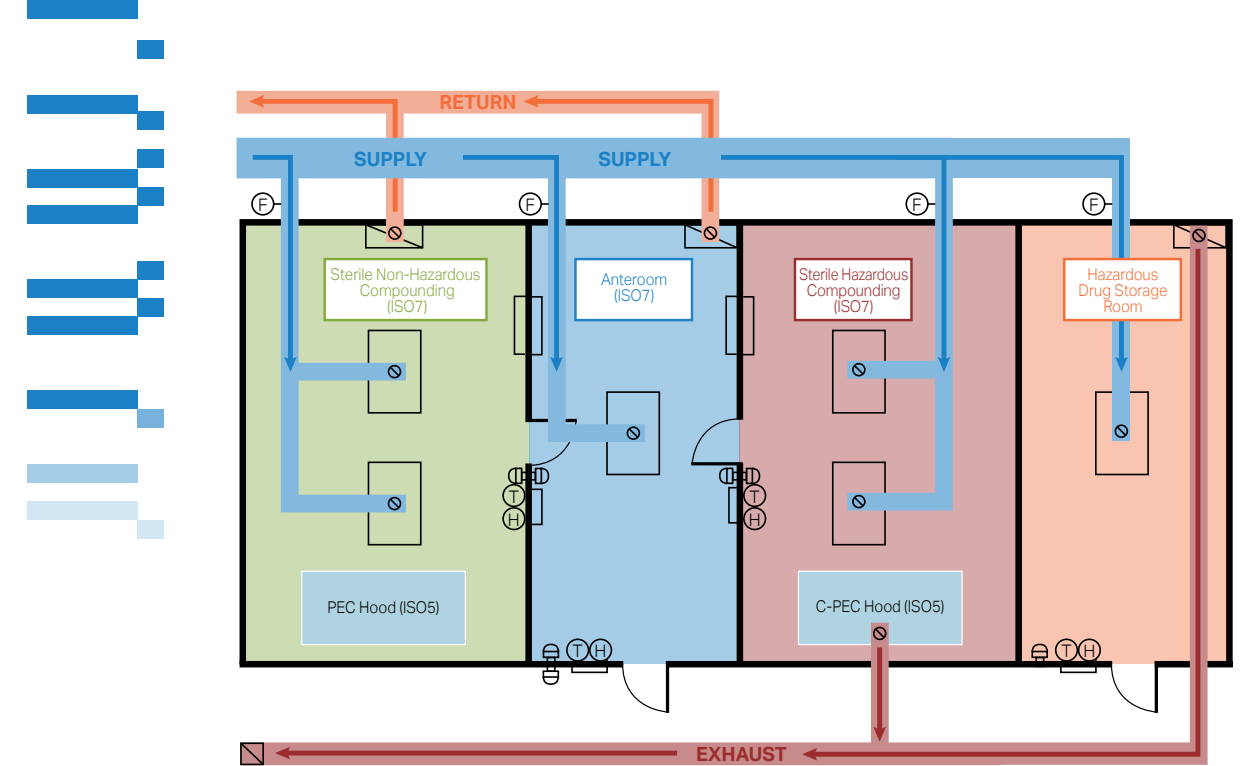 RETURN
SUPPLY
SUPPLY
F
F
F
F
Sterile Non-Hazardous
Compounding
(ISO7)
Anteroom
(ISO7)
Sterile Hazardous
Compounding
(ISO7)
Hazardous
Drug Storage
Room
T
H
T
H
PEC Hood (ISO5)
C-PEC Hood (ISO5)
T H
T H
EXHAUST